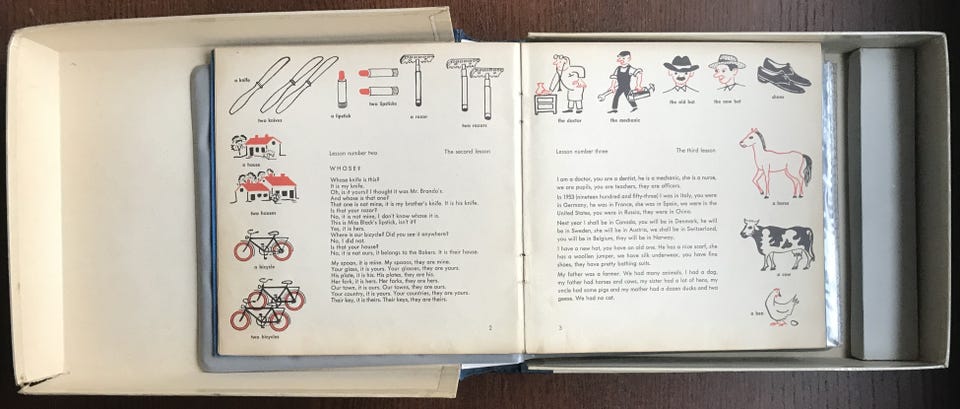 a knife
two knives
a lipstick
two lipsticks
a razor
two razors
a house
two houses
a bicycle
two bicycles
Lesson number two The second lesson
WHOSE?
Whose knife is this?
It is my knife.
Oh, is it yours? I thought it was Mr. Brando's.
And whose is that one?
That one is not mine, it is my brother's knife. It is his knife.
Is that your razor?
No, it is not mine, I don't know whose it is.
This is Miss Black's lipstick, isn't it?
Yes, it is hers.
Where is our bicycle? Did you see it anywhere?
No, I did not.
Is that your house?
No, it is not ours, it belongs to the Bakers. It is their house.
My spoon, it is mine. My spoons, they are mine.
Your glass, it is yours. Your glasses, they are yours.
His plate, it is his. His plates, they are his.
Her fork, it is hers. Her forks, they are hers.
Our town, it is ours. Our towns, they are ours.
Your country, it is yours. Your countries, they are yours.
Their key, it is theirs. Their keys, they are theirs.
2
the doctor
the mechanic
the old hat
the new hat
shoes
Lesson number three The third lesson
I am a doctor, you are a dentist, he is a mechanic, she is a nurse,
we are pupils, you are teachers, they are officers.
In 1953 (nineteen hundred and fifty-three) I was in Italy, you were
in Germany, he was in France, she was in Spain, we were in the
United States, you were in Russia, they were in China.
Next year I shall be in Canada, you will be in Denmark, he will
be in Sweden, she will be in Austria, we shall be in Switzerland,
you will be in Belgium, they will be in Norway.
I have a new hat, you have an old one. He has a nice scarf, she
has a woollen jumper, we have silk underwear, you have fine
shoes, they have pretty bathing suits.
My father was a farmer. We had many animals. I had a dog,
my father had horses and cows, my sister had a lot of hens, my
uncle had some pigs and my mother had a dozen ducks and two
geese. We had no cat.
a horse
a cow
a hen
3